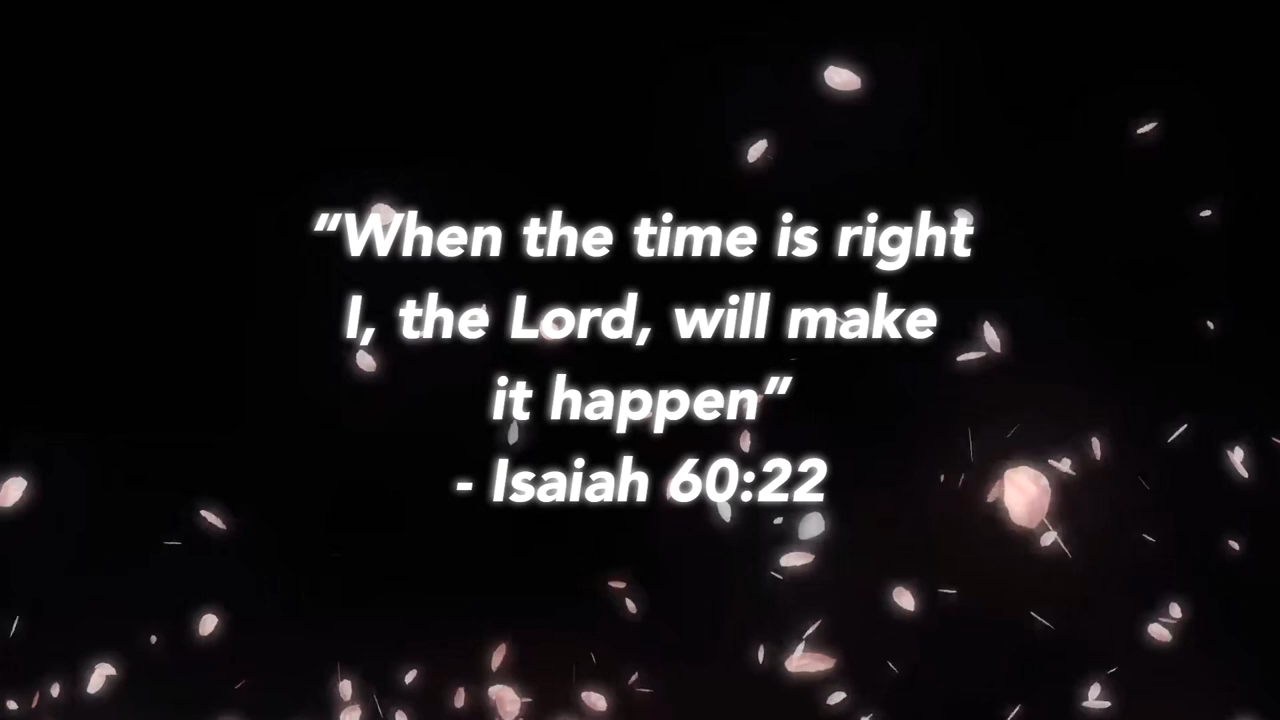 “When the time is right
I, the Lord, will make
it happen”
- Isaiah 60:22